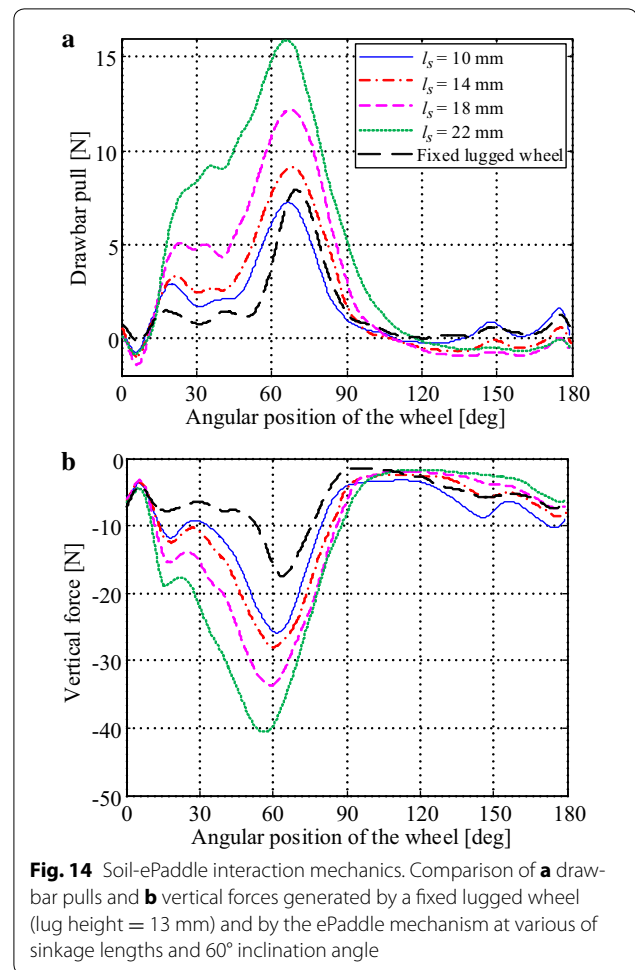 a
15
10
5
0
Drawbar pull [N]
l_s = 10 mm
l_s = 14 mm
l_s = 18 mm
l_s = 22 mm
Fixed lugged wheel
0 30 60 90 120 150 180
Angular position of the wheel [deg]
b
0
-10
-20
-30
-40
-50
Vertical force [N]
0 30 60 90 120 150 180
Angular position of the wheel [deg]
Fig. 14 Soil-ePaddle interaction mechanics. Comparison of a draw-
bar pulls and b vertical forces generated by a fixed lugged wheel
(lug height = 13 mm) and by the ePaddle mechanism at various of
sinkage lengths and 60° inclination angle